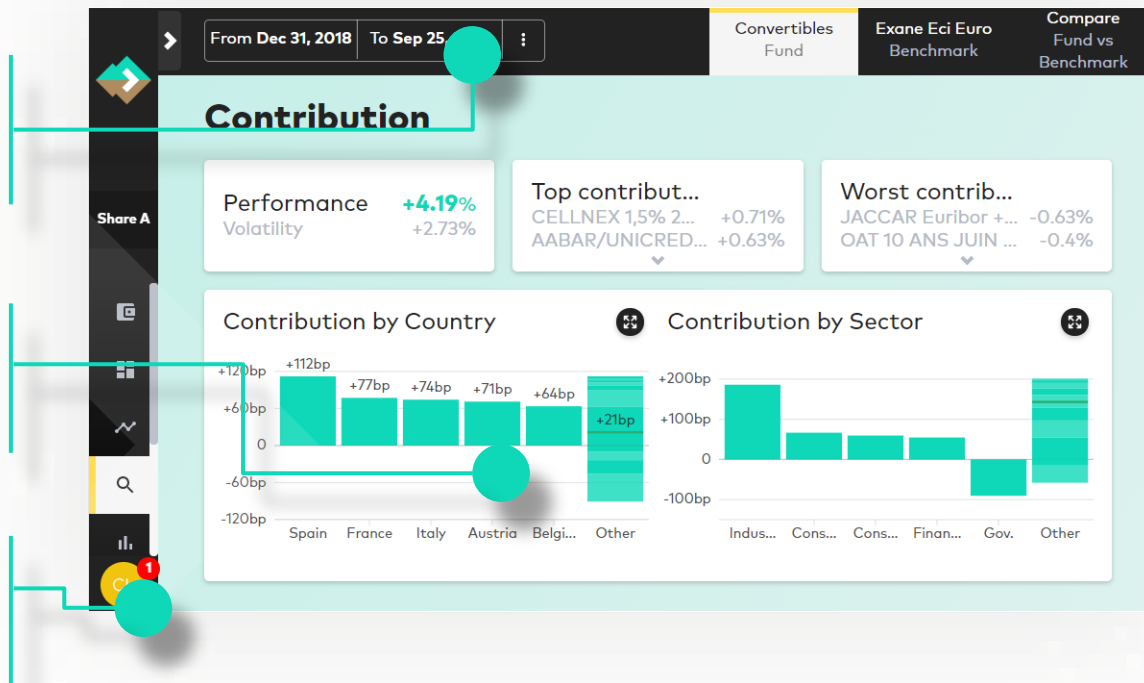 From Dec 31, 2018 To Sep 25,
Convertibles
Fund
Exane Eci Euro
Benchmark
Compare
Fund vs
Benchmark
Contribution
Share A
Performance +4.19%
Volatility +2.73%
Top contribut...
CELLNEX 1,5% 2... +0.71%
AABAR/UNICRED... +0.63%
Worst contrib...
JACCAR Euribor +... -0.63%
OAT 10 ANS JUIN ... -0.4%
Contribution by Country
+120bp
+60bp
0
-60bp
-120bp
+112bp
+77bp
+74bp
+71bp
+64bp
+21bp
Spain France Italy Austria Belgi... Other
Contribution by Sector
+200bp
+100bp
0
-100bp
Indus... Cons... Cons... Finan... Gov. Other
1